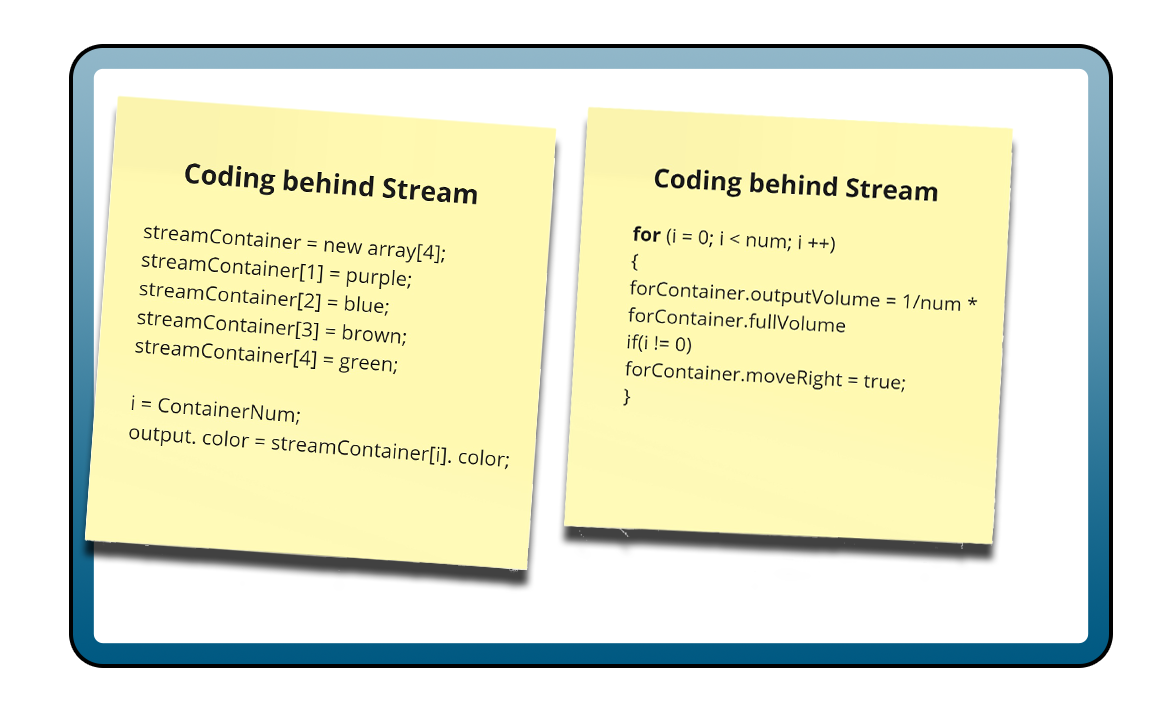 Coding behind Stream
streamContainer = new array[4];
streamContainer[1] = purple;
streamContainer[2] = blue;
streamContainer[3] = brown;
streamContainer[4] = green;
i = ContainerNum;
output. color = streamContainer[i]. color;
Coding behind Stream
for (i = 0; i < num; i ++)
{
forContainer.outputVolume = 1/num *
forContainer.fullVolume
if(i != 0)
forContainer.moveRight = true;
}